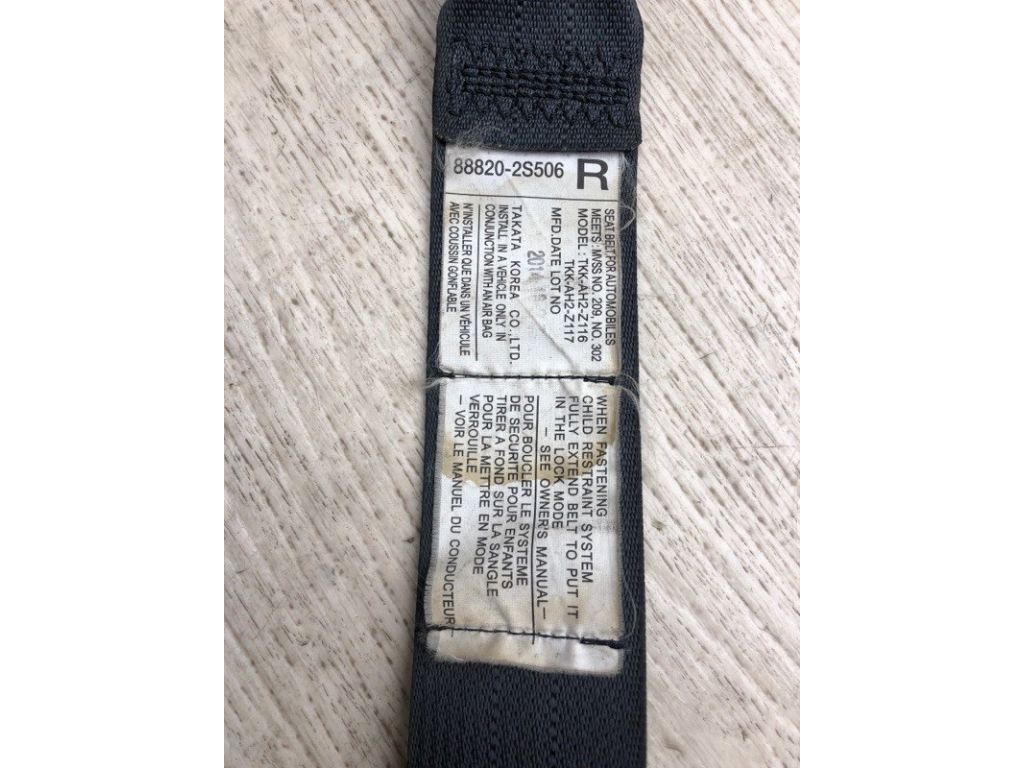 88820-2S506 R
SEAT BELT FOR AUTOMOBILES
MEETS: MVSS NO. 209, NO. 302
MODEL : TKK-AH2-Z116
TKK-AH2-Z117
MFD.DATE LOT NO
2014
TAKATA KOREA CO.,LTD.
INSTALL IN A VEHICLE ONLY IN
CONJUNCTION WITH AN AIR BAG
N'INSTALLER QUE DANS UN VÉHICULE
AVEC COUSSIN GONFLABLE
WHEN FASTENING
CHILD RESTRAINT SYSTEM
FULLY EXTEND BELT TO PUT IT
IN THE LOCK MODE
– SEE OWNER'S MANUAL–
POUR BOUCLER LE SYSTEME
DE SECURITE POUR ENFANTS
TIRER A FOND SUR LA SANGLE
POUR LA METTRE EN MODE
VERROUILLE
– VOIR LE MANUEL DU CONDUCTEUR–